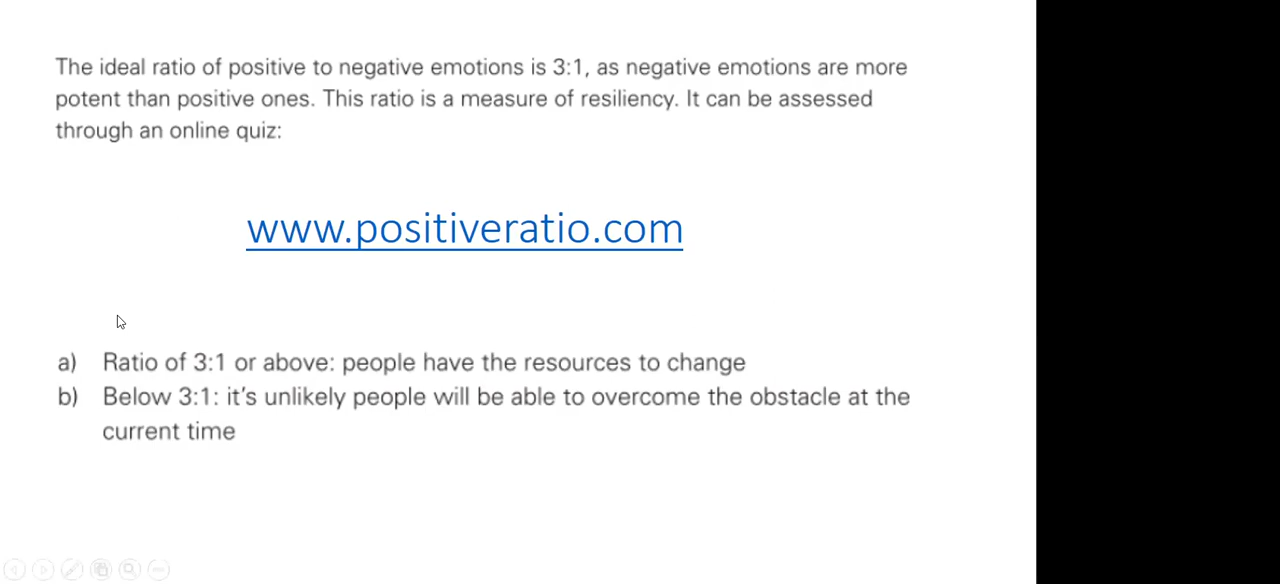 The ideal ratio of positive to negative emotions is 3:1, as negative emotions are more
potent than positive ones. This ratio is a measure of resiliency. It can be assessed
through an online quiz:
www.positiveratio.com
a) Ratio of 3:1 or above: people have the resources to change
b) Below 3:1: it's unlikely people will be able to overcome the obstacle at the
current time